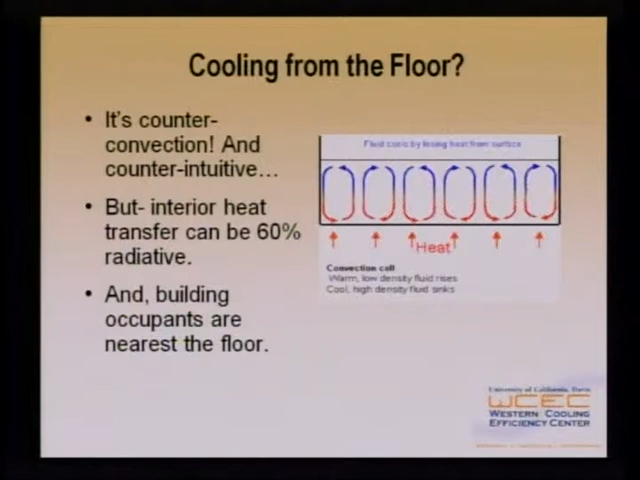 Cooling from the Floor?
• It's counter-
convection! And
counter-intuitive…
• But- interior heat
transfer can be 60%
radiative.
• And, building
occupants are
nearest the floor.
Fluid cools by losing heat from surface
Heat
Convection cell
Warm, low density fluid rises
Cool, high density fluid sinks
University of California, Davis
WCEC
WESTERN COOLING
EFFICIENCY CENTER